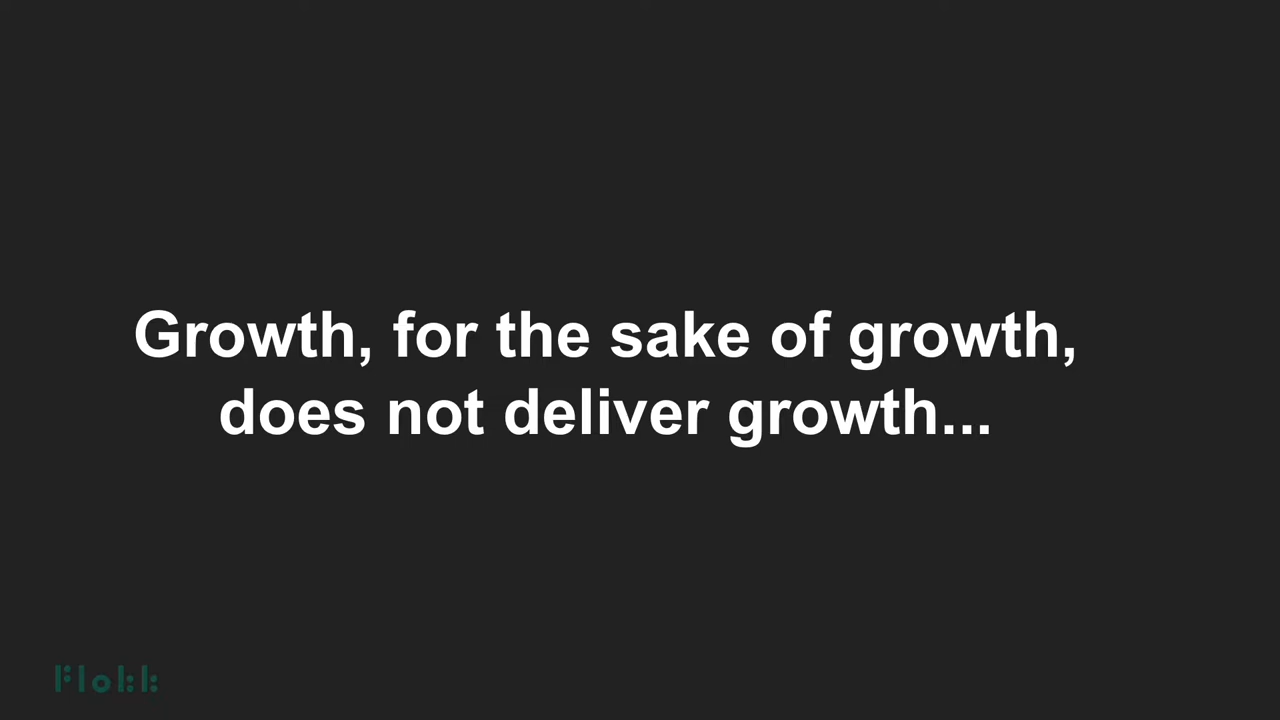 Growth, for the sake of growth,
does not deliver growth...
Flokk